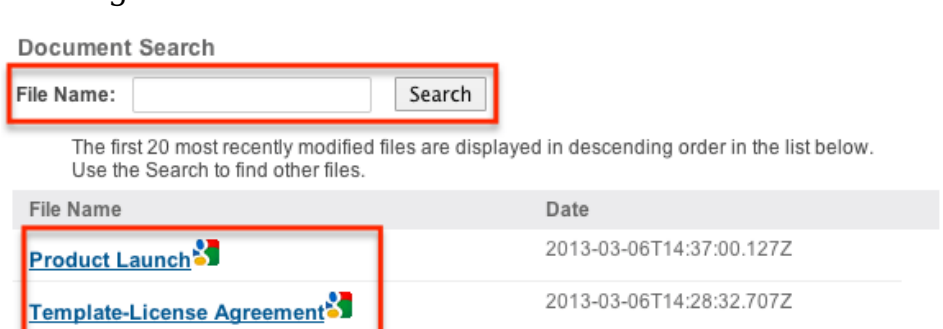 Document Search
File Name: Search
The first 20 most recently modified files are displayed in descending order in the list below.
Use the Search to find other files.
File Name Date
Product Launch 2013-03-06T14:37:00.127Z
Template-License Agreement 2013-03-06T14:28:32.707Z